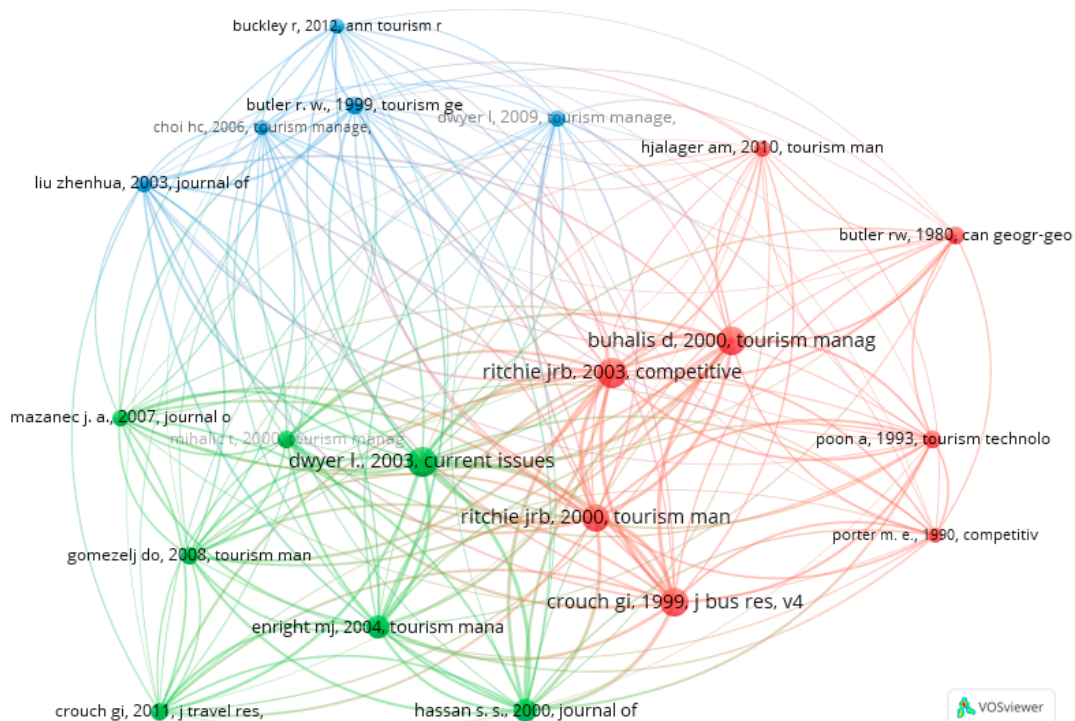 buckley r, 2012, ann tourism r
butler r. w., 1999, tourism ge
choi hc, 2006, tourism manage,
dwyer l, 2009, tourism manage,
hjalager am, 2010, tourism man
liu zhenhua, 2003, journal of
butler rw, 1980, can geogr-geo
buhalis d, 2000, tourism manag
ritchie jrb, 2003, competitive
mazanec j. a., 2007, journal o
mihalic t, 2000, tourism manag
poon a, 1993, tourism technolo
dwyer l., 2003, current issues
ritchie jrb, 2000, tourism man
porter m. e., 1990, competitiv
gomezelj do, 2008, tourism man
crouch gi, 1999, j bus res, v4
enright mj, 2004, tourism mana
crouch gi, 2011, j travel res,
hassan s. s., 2000, journal of
VOSviewer